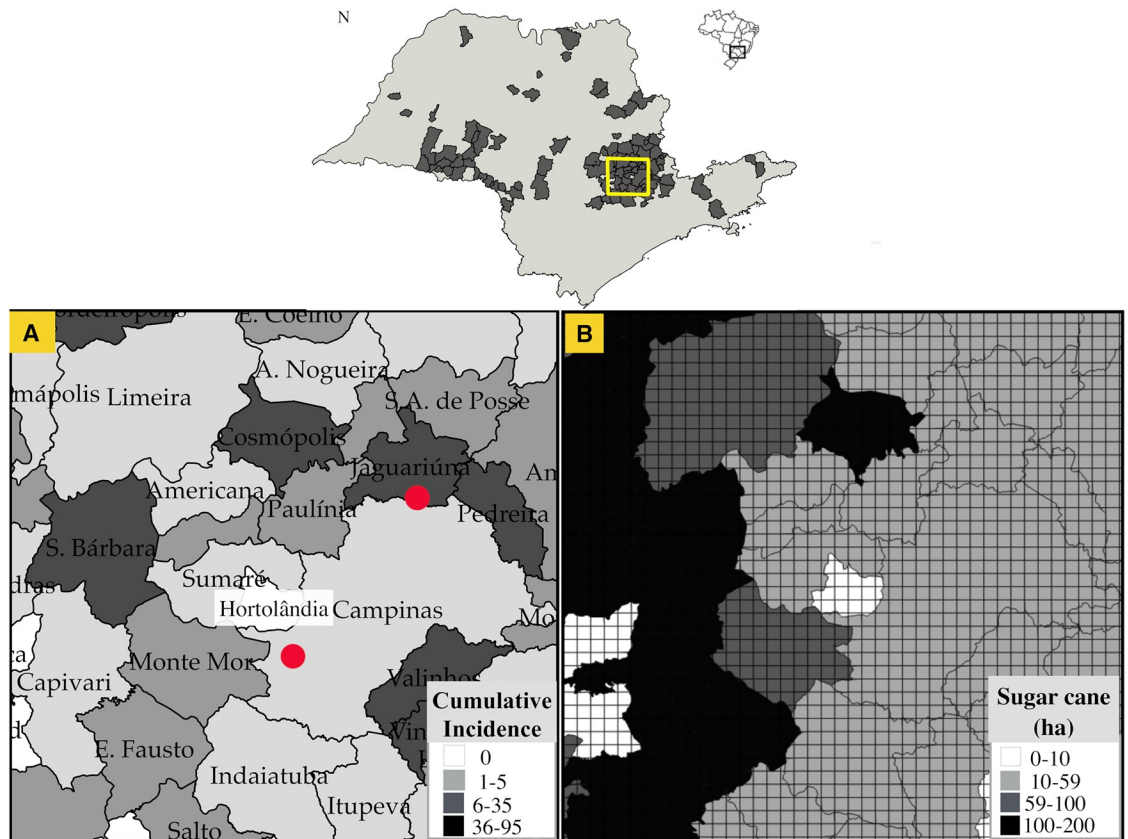 N
A
B
E. Coelho
A. Nogueira
mápolis
Limeira
S.A. de Posse
Cosmópolis
Jaguariúna
Americana
Paulínia
Pedreira
S. Bárbara
Sumaré
Hortolândia
Campinas
Mo
Monte Mor
Capivari
Valinhos
E. Fausto
Indaiatuba
Itupeva
Salto
Cumulative
Incidence
0
1-5
6-35
36-95
Sugar cane
(ha)
0-10
10-59
59-100
100-200